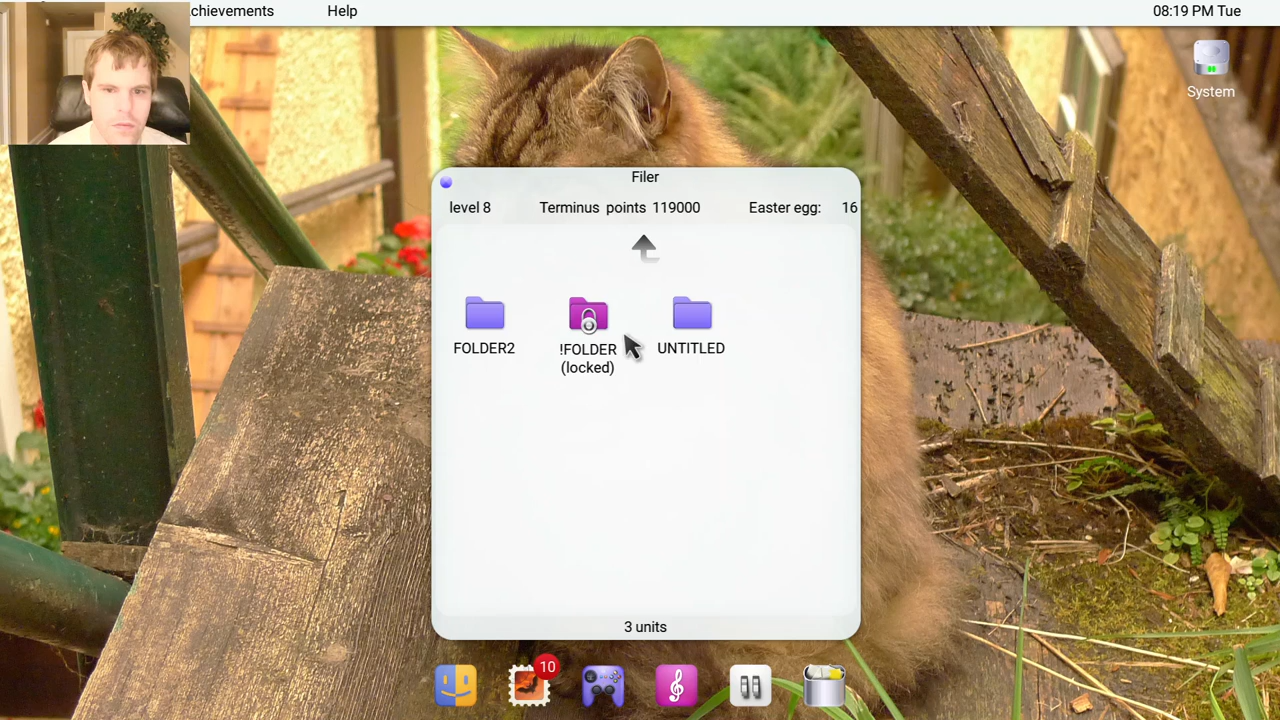 chievements Help 08:19 PM Tue
System
Filer
level 8 Terminus points 119000 Easter egg: 16
FOLDER2 !FOLDER (locked) UNTITLED
3 units
10